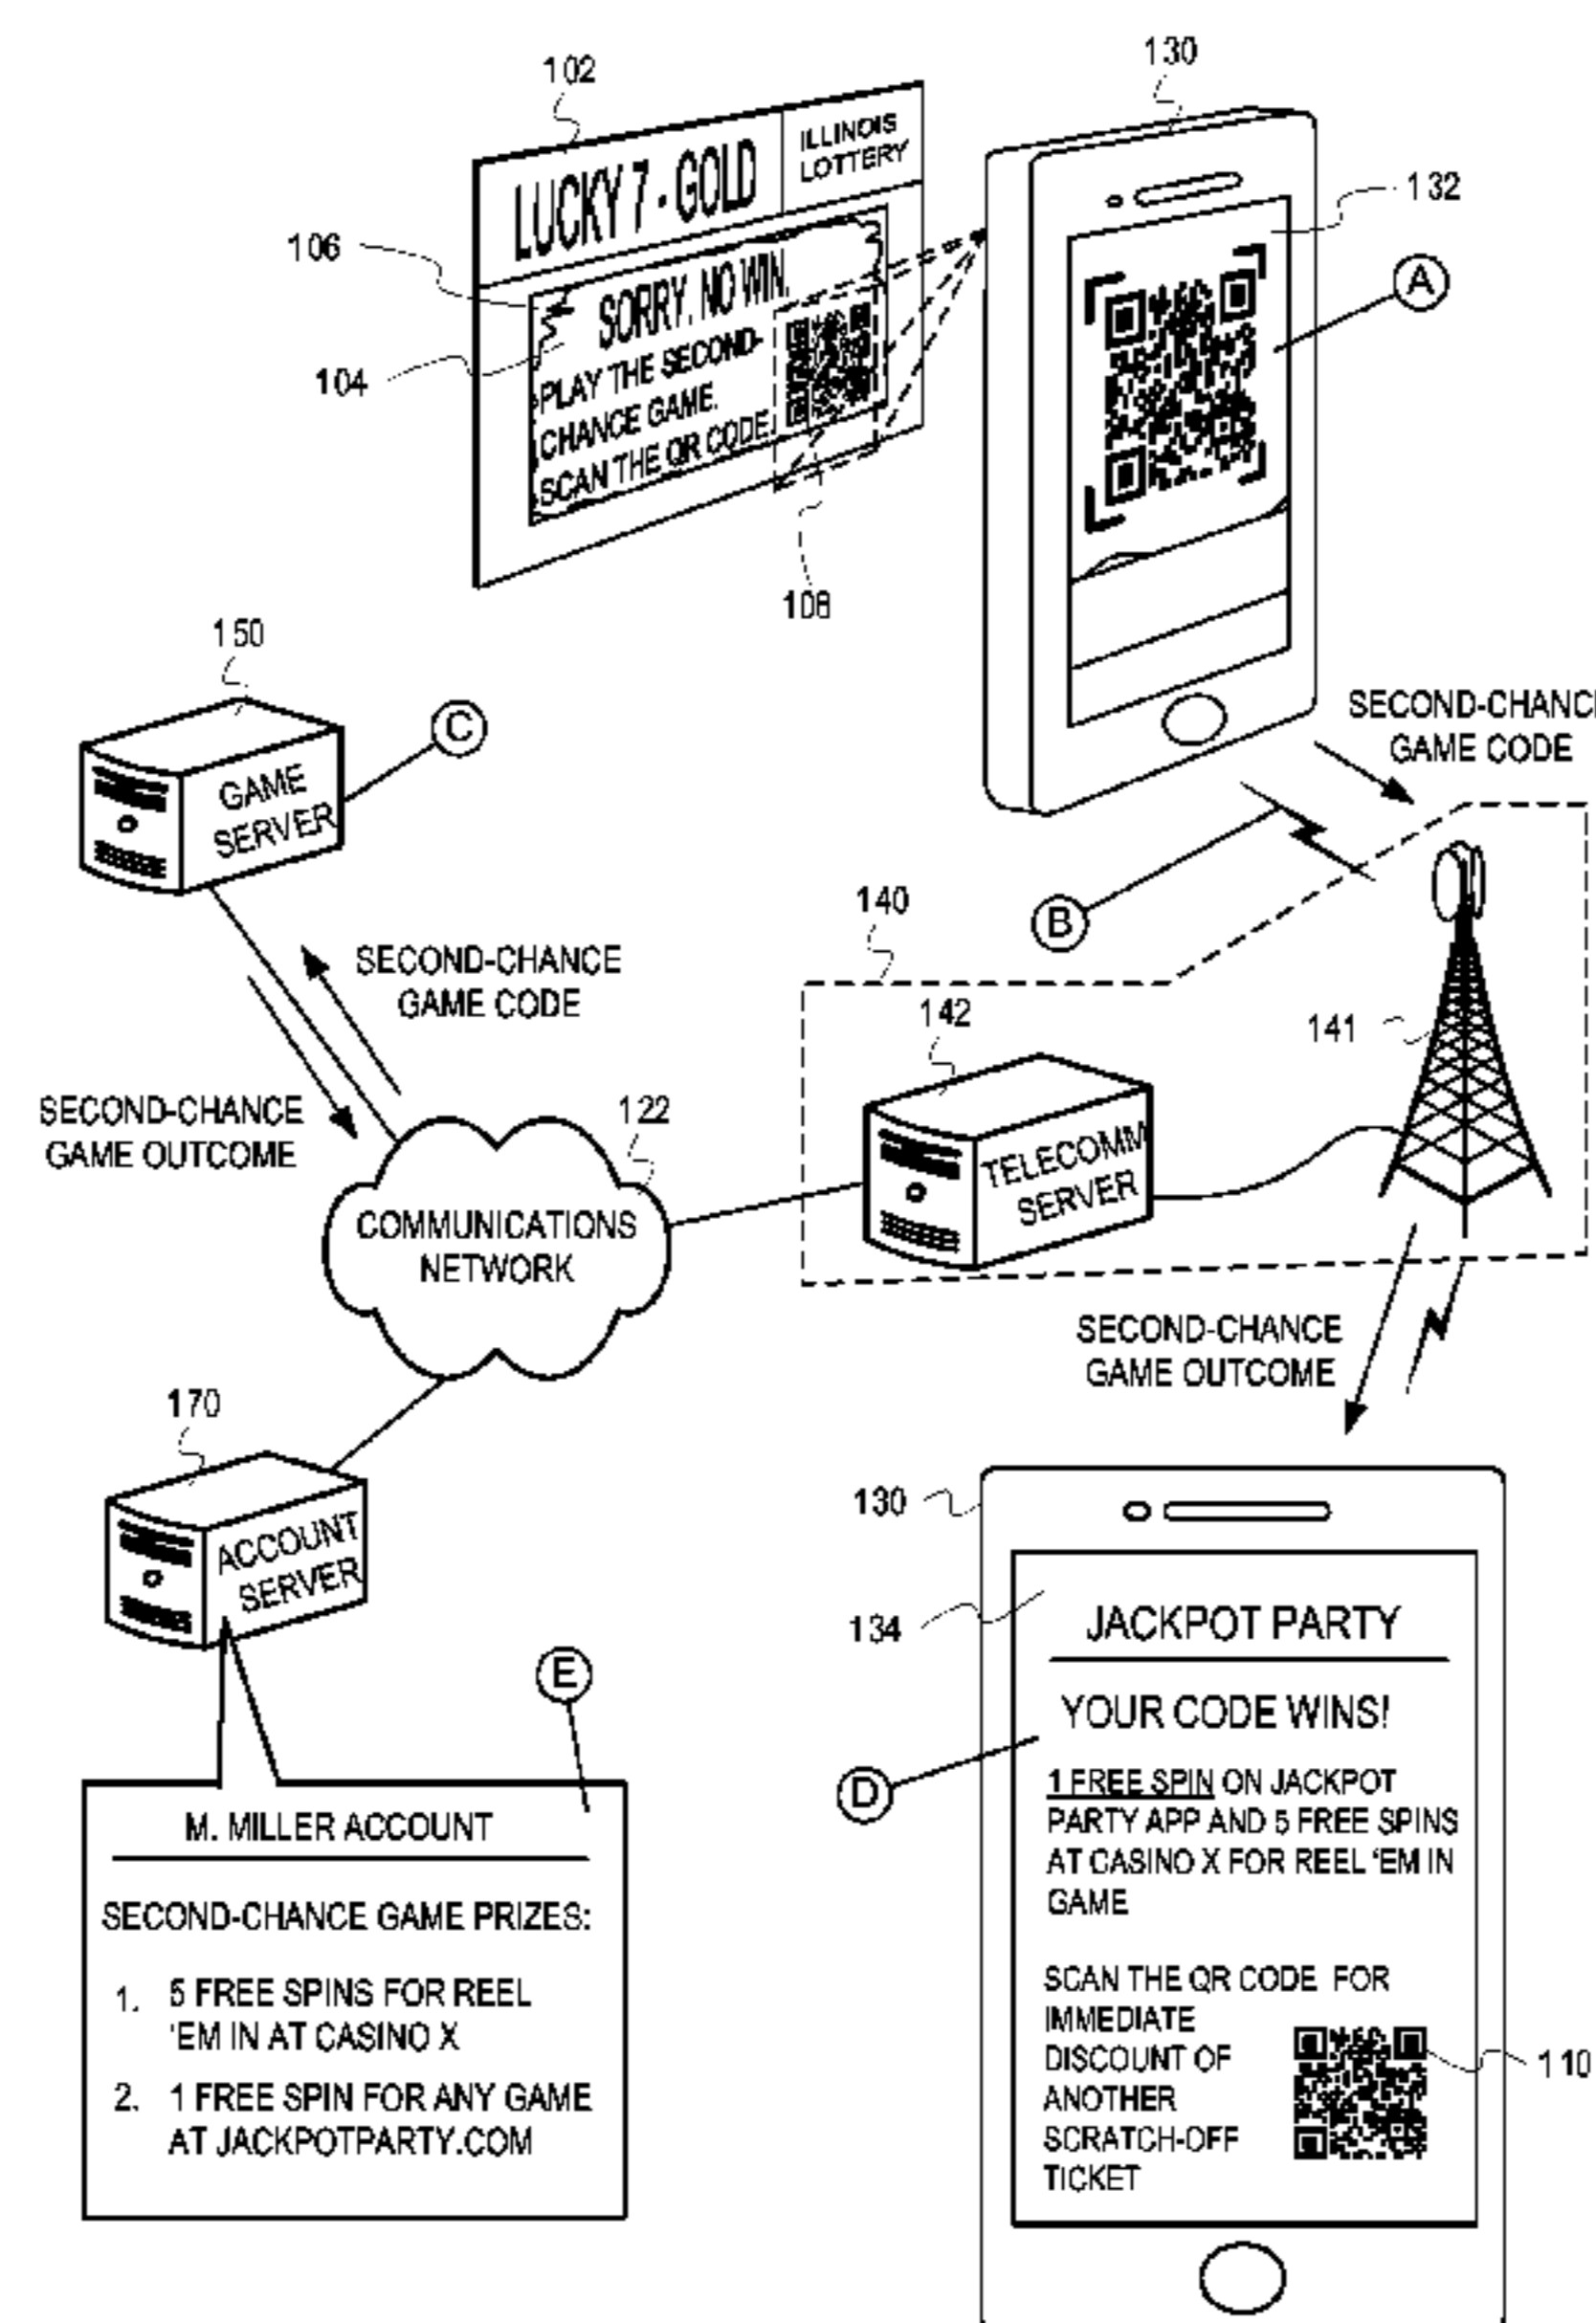 102
130
LUCKY 7 - GOLD
ILLINOIS
LOTTERY
132
106
SORRY, NO WIN.
A
104
PLAY THE SECOND-
CHANCE GAME.
SCAN THE QR CODE.
108
150
C
SECOND-CHANC
GAME CODE
GAME
SERVER
140
B
SECOND-CHANCE
GAME CODE
142
141
SECOND-CHANCE
GAME OUTCOME
122
TELECOMM
SERVER
COMMUNICATIONS
NETWORK
SECOND-CHANCE
GAME OUTCOME
170
130
ACCOUNT
SERVER
134
JACKPOT PARTY
E
YOUR CODE WINS!
D
1 FREE SPIN ON JACKPOT
PARTY APP AND 5 FREE SPINS
AT CASINO X FOR REEL 'EM IN
GAME
M. MILLER ACCOUNT
SECOND-CHANCE GAME PRIZES:
1. 5 FREE SPINS FOR REEL
'EM IN AT CASINO X
2. 1 FREE SPIN FOR ANY GAME
AT JACKPOTPARTY.COM
SCAN THE QR CODE FOR
IMMEDIATE
DISCOUNT OF
ANOTHER
SCRATCH-OFF
TICKET
110